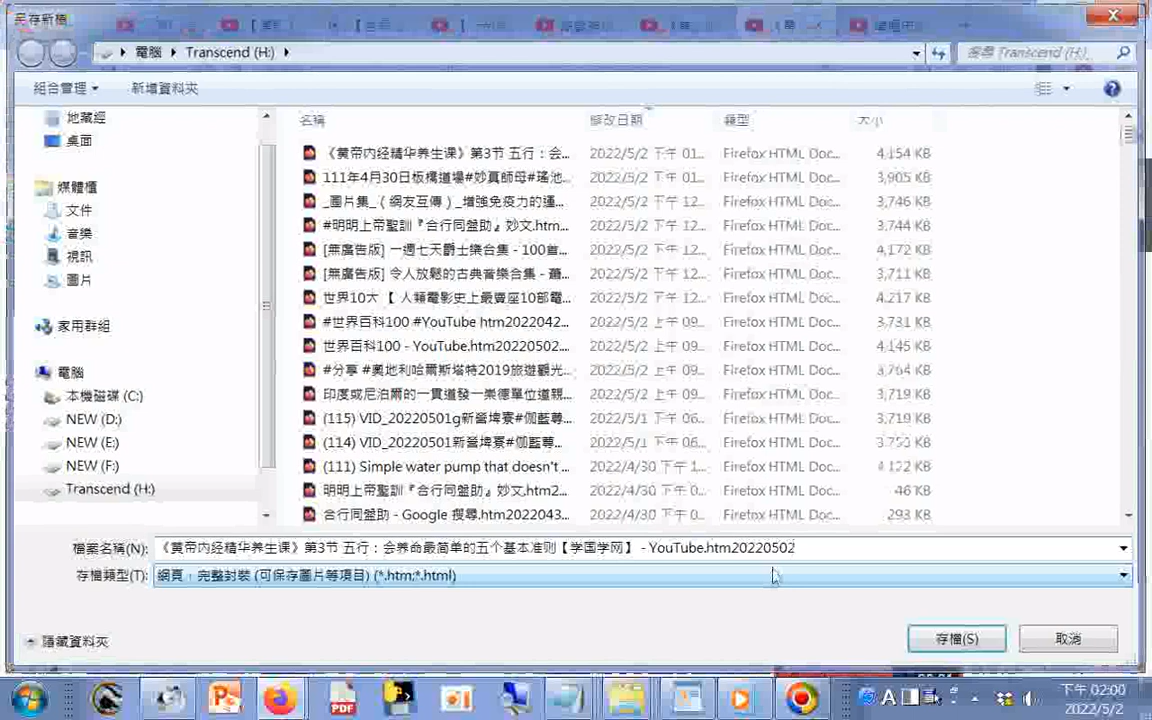 另存新檔
電腦 ▸ Transcend (H:) ▸
搜尋 Transcend (H:)
組合管理 新增資料夾
地藏經
桌面
媒體櫃
文件
音樂
視訊
圖片
家用群組
電腦
本機磁碟 (C:)
NEW (D:)
NEW (E:)
NEW (F:)
Transcend (H:)
名稱 修改日期 類型 大小
《黄帝内经精华养生课》第3节 五行：会... 2022/5/2 下午 01... Firefox HTML Doc... 4,154 KB
111年4月30日板橋道場#妙真師母#瑤池... 2022/5/2 下午 01... Firefox HTML Doc... 3,905 KB
_圖片集_（網友互傳）_增強免疫力的運... 2022/5/2 下午 12... Firefox HTML Doc... 3,746 KB
#明明上帝聖訓『合行同盤助』妙文.htm... 2022/5/2 下午 12... Firefox HTML Doc... 3,744 KB
[無廣告版] 一週七天爵士樂合集 - 100首... 2022/5/2 下午 12... Firefox HTML Doc... 4,172 KB
[無廣告版] 令人放鬆的古典音樂合集 - 蕭... 2022/5/2 下午 12... Firefox HTML Doc... 3,711 KB
世界10大【 人類電影史上最賣座10部電... 2022/5/2 下午 12... Firefox HTML Doc... 4,217 KB
#世界百科100 #YouTube htm2022042... 2022/5/2 上午 09... Firefox HTML Doc... 3,731 KB
世界百科100 - YouTube.htm20220502... 2022/5/2 上午 09... Firefox HTML Doc... 4,145 KB
#分享 #奧地利哈爾斯塔特2019旅遊觀光... 2022/5/2 上午 09... Firefox HTML Doc... 3,764 KB
印度或尼泊爾的一貫道發一崇德單位道親... 2022/5/2 上午 09... Firefox HTML Doc... 3,719 KB
(115) VID_20220501g新營埤寮#伽藍尊... 2022/5/1 下午 06... Firefox HTML Doc... 3,719 KB
(114) VID_20220501新營埤寮#伽藍尊... 2022/5/1 下午 06... Firefox HTML Doc...
(111) Simple water pump that doesn't ... 2022/4/30 下午 1... Firefox HTML Doc... 4,122 KB
明明上帝聖訓『合行同盤助』妙文.htm2... 2022/4/30 下午 0... Firefox HTML Doc... 46 KB
合行同盤助 - Google 搜尋.htm2022043... 2022/4/30 下午 0... Firefox HTML Doc... 293 KB
檔案名稱(N): 《黄帝内经精华养生课》第3节 五行：会养命最简单的五个基本准则【学国学网】 - YouTube.htm20220502
存檔類型(T): 網頁，完整封裝 (可保存圖片等項目) (*.htm;*.html)
隱藏資料夾 存檔(S) 取消
PDF
A
下午 02:00
2022/5/2